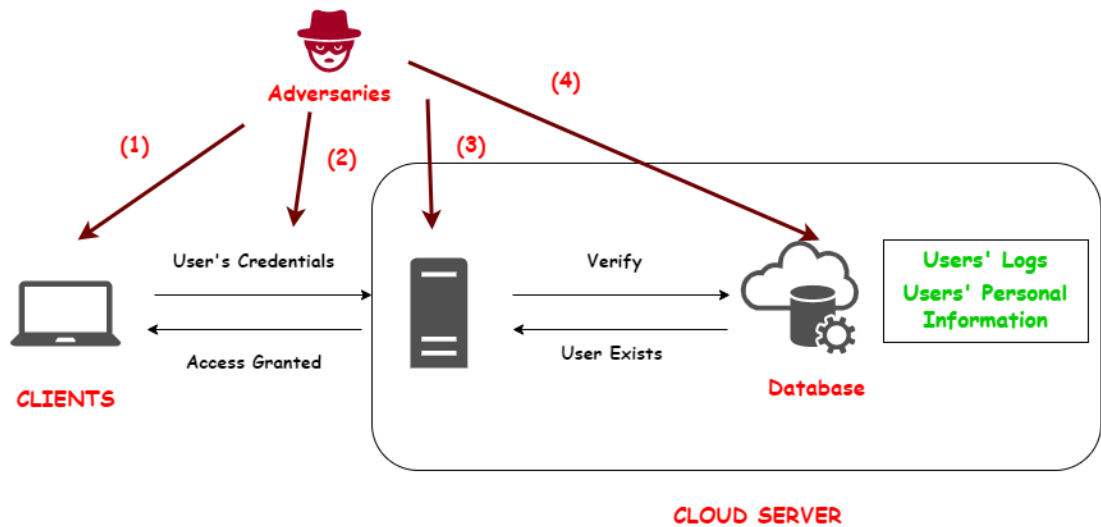 Adversaries
(1)
(2)
(3)
(4)
User's Credentials
Access Granted
CLIENTS
Verify
User Exists
Database
Users' Logs
Users' Personal
Information
CLOUD SERVER